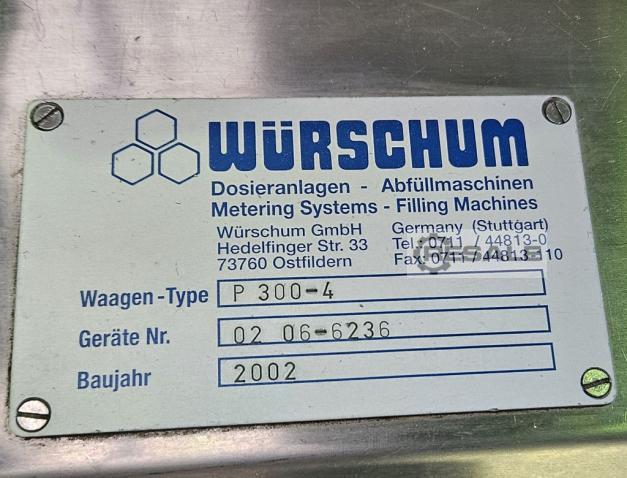 WÜRSCHUM
Dosieranlagen - Abfüllmaschinen
Metering Systems - Filling Machines
Würschum GmbH Germany (Stuttgart)
Hedelfinger Str. 33 Tel.: 0711 / 44813-0
73760 Ostfildern Fax: 0711 / 44813-110
RESALE
Waagen-Type P 300-4
Geräte Nr. 02 06-6236
Baujahr 2002